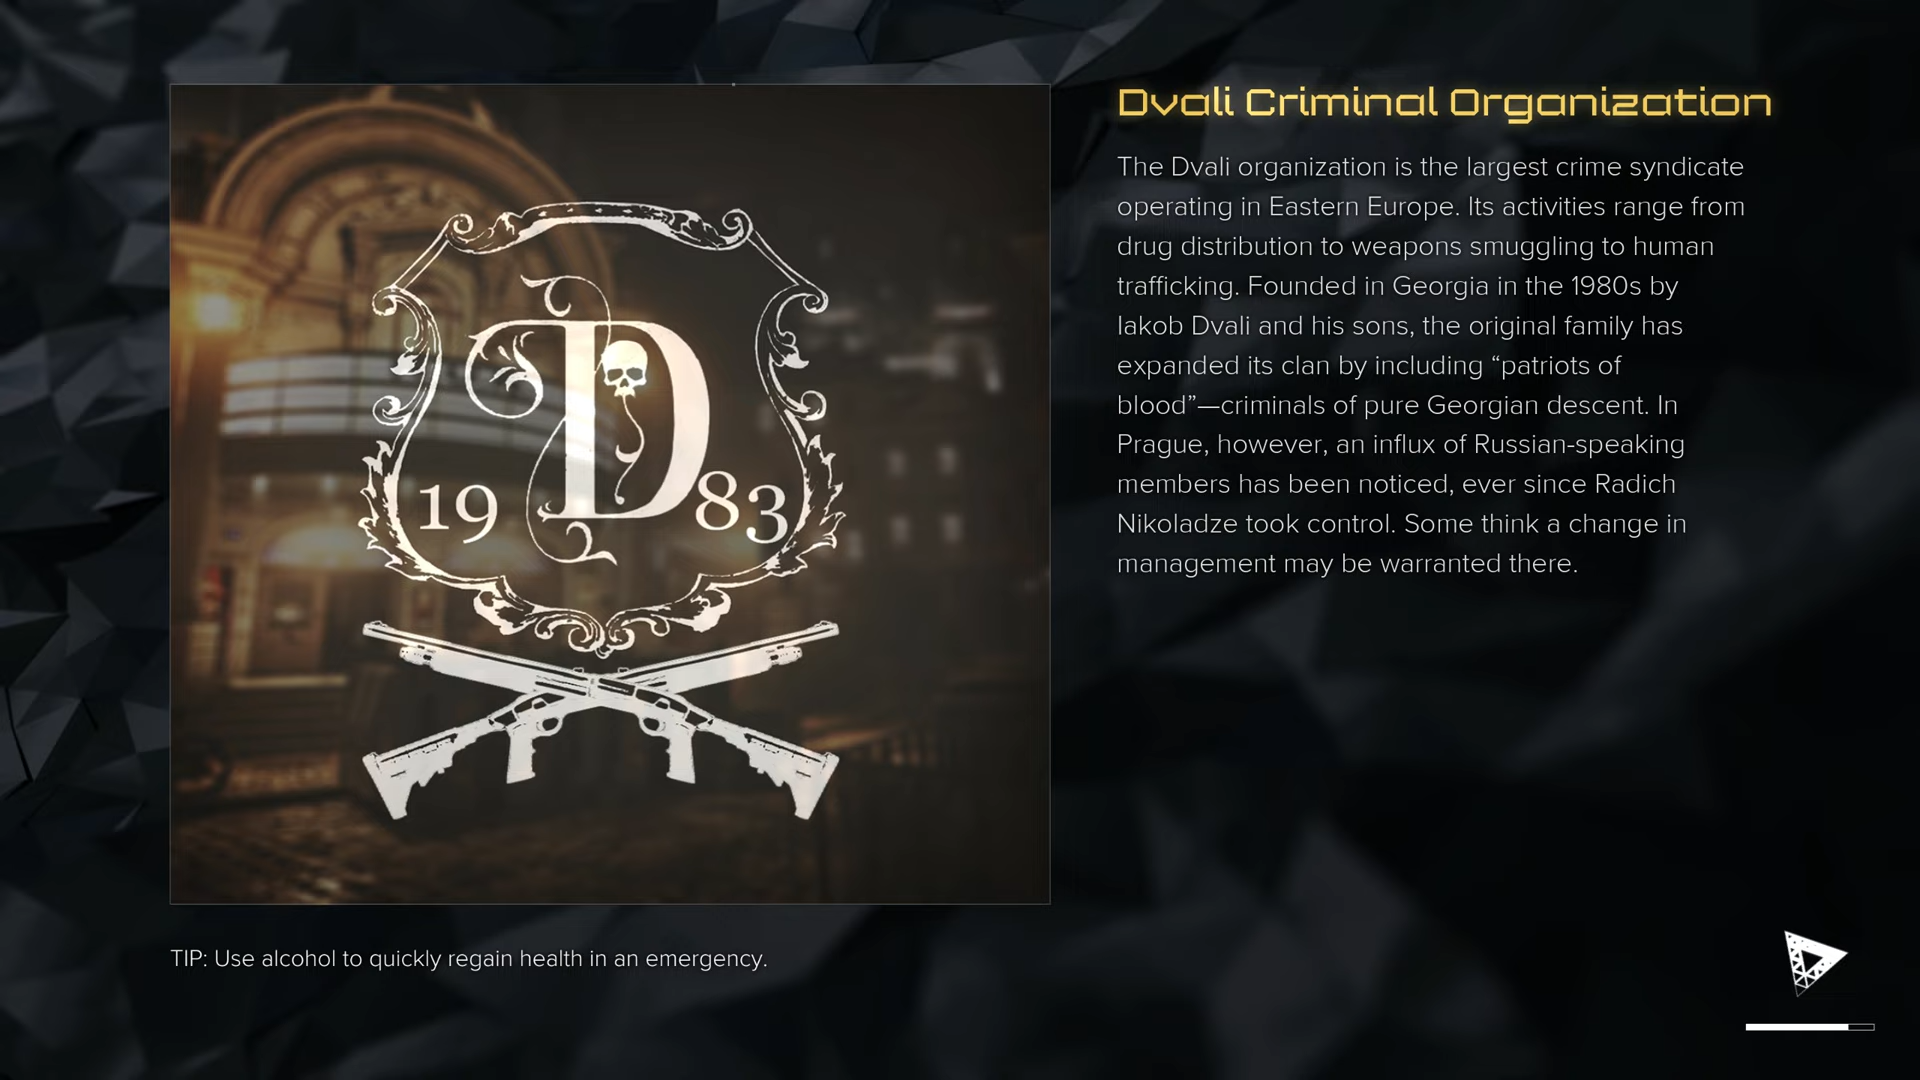 Dvali Criminal Organization
The Dvali organization is the largest crime syndicate
operating in Eastern Europe. Its activities range from
drug distribution to weapons smuggling to human
trafficking. Founded in Georgia in the 1980s by
Iakob Dvali and his sons, the original family has
expanded its clan by including “patriots of
blood”—criminals of pure Georgian descent. In
Prague, however, an influx of Russian-speaking
members has been noticed, ever since Radich
Nikoladze took control. Some think a change in
management may be warranted there.
D
19 83
TIP: Use alcohol to quickly regain health in an emergency.